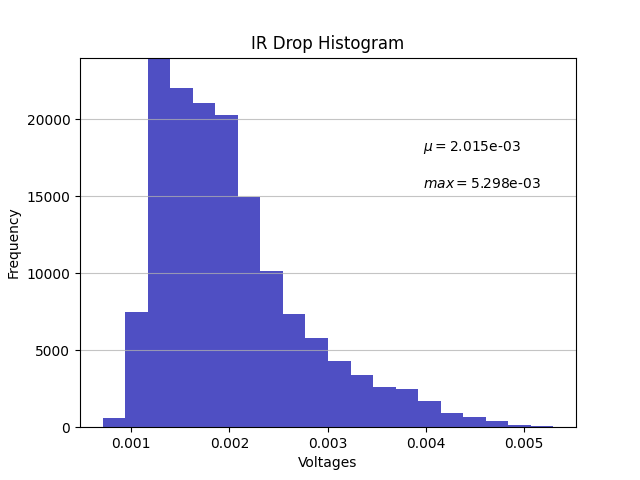 IR Drop Histogram
20000
15000
10000
5000
0
Frequency
μ = 2.015e-03
max = 5.298e-03
0.001 0.002 0.003 0.004 0.005
Voltages